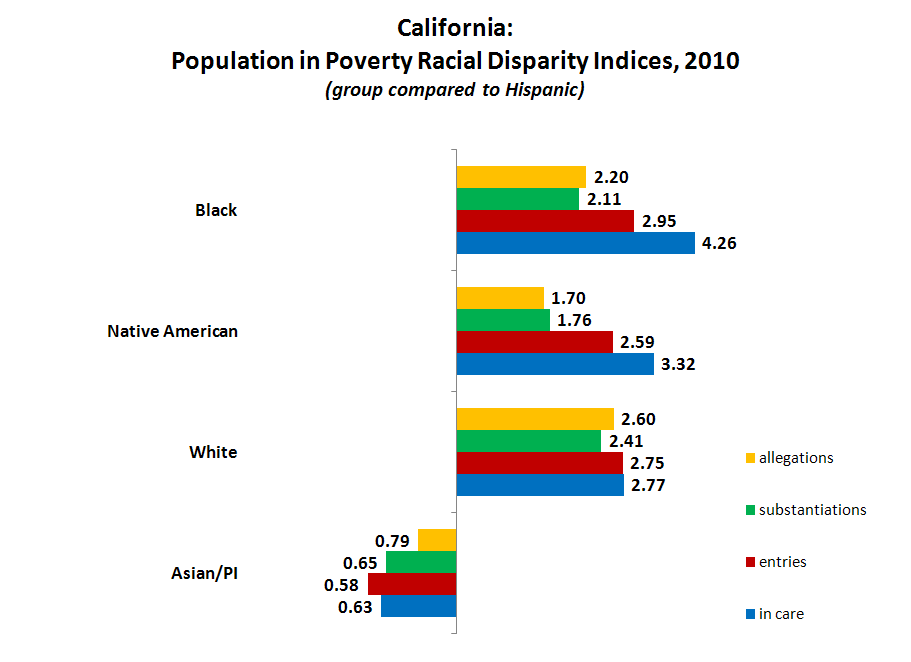 California:
Population in Poverty Racial Disparity Indices, 2010
(group compared to Hispanic)
Black
2.20
2.11
2.95
4.26
Native American
1.70
1.76
2.59
3.32
White
2.60
2.41
2.75
2.77
Asian/PI
0.79
0.65
0.58
0.63
allegations
substantiations
entries
in care